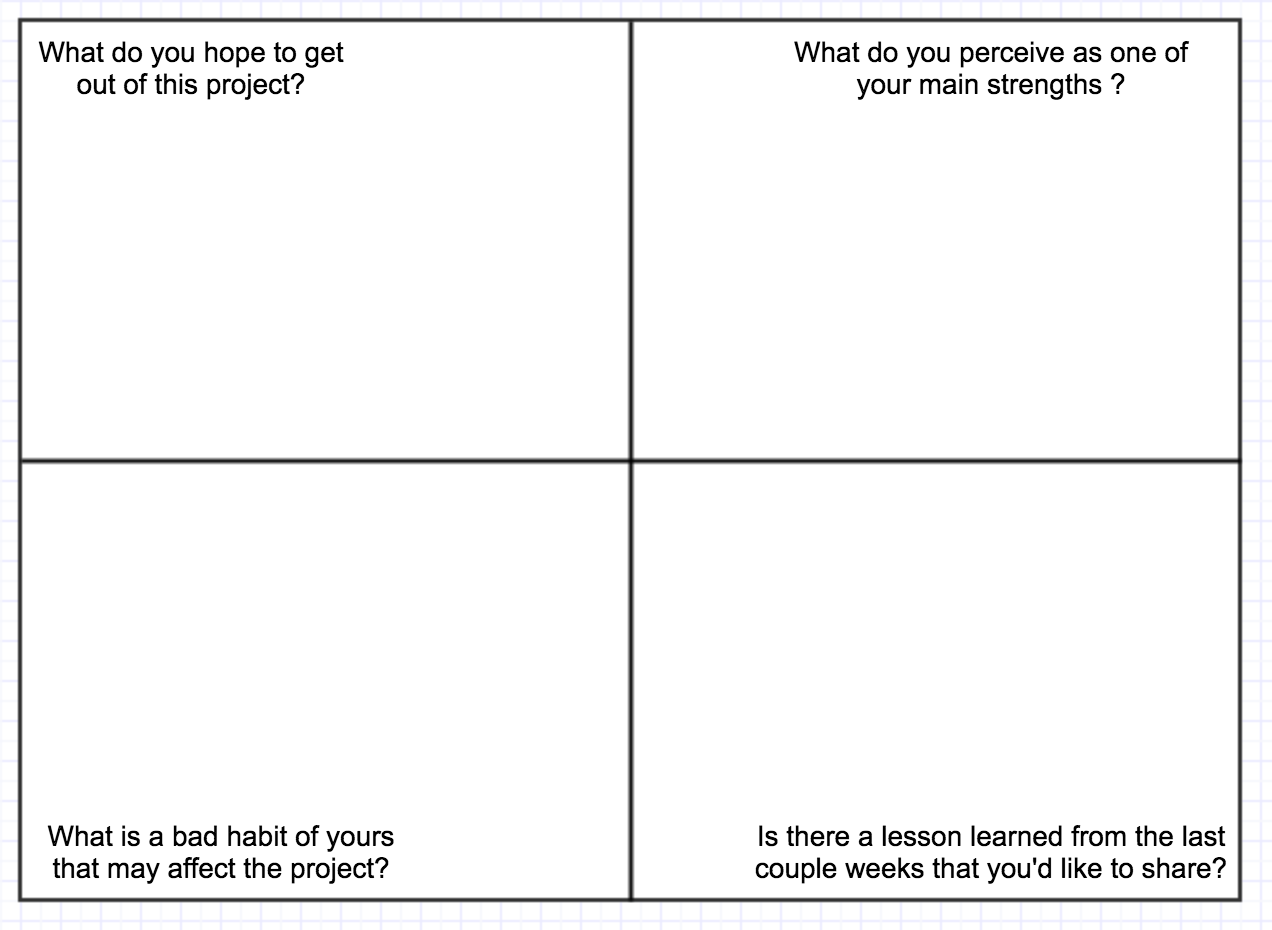 What do you hope to get
out of this project?
What do you perceive as one of
your main strengths ?
What is a bad habit of yours
that may affect the project?
Is there a lesson learned from the last
couple weeks that you'd like to share?